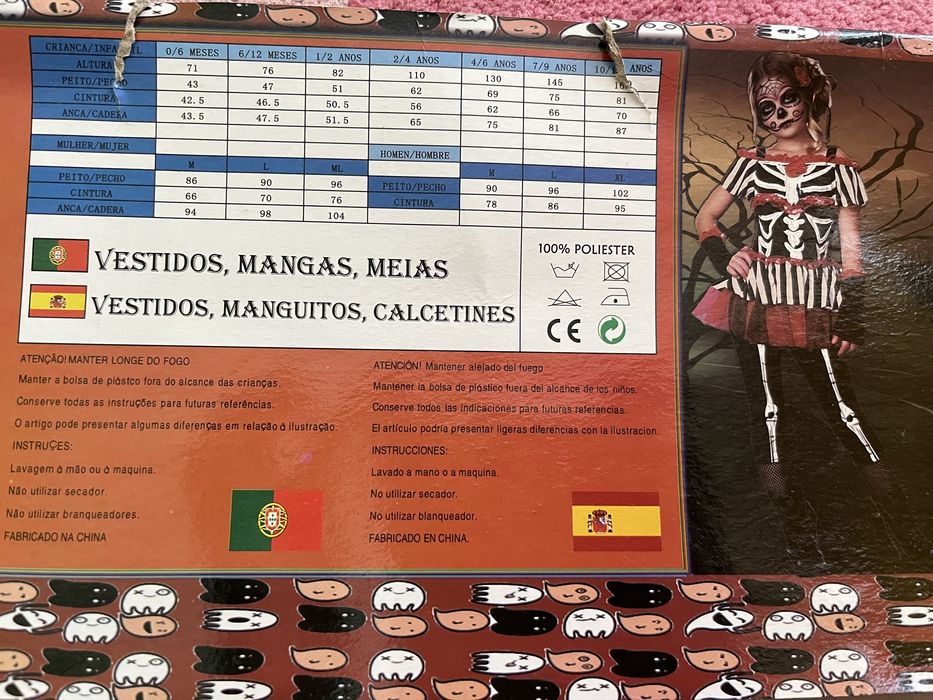 CRIANCA/INFANTIL 0/6 MESES 6/12 MESES 1/2 ANOS 2/4 ANOS 4/6 ANOS 7/9 ANOS ANOS
ALTURA 71 76 82 110 130 145
PEITO/PECHO 43 47 51 62 69 75 81
CINTURA 42.5 46.5 50.5 56 62 66 70
ANCA/CADERA 43.5 47.5 51.5 65 75 81 87
MULHER/MUJER HOMEN/HOMBRE
M L ML M L XL
PEITO/PECHO 86 90 96 PEITO/PECHO 90 96 102
CINTURA 66 70 76 CINTURA 78 86 95
ANCA/CADERA 94 98 104
VESTIDOS, MANGAS, MEIAS
VESTIDOS, MANGUITOS, CALCETINES
100% POLIESTER
CE
ATENÇÃO! MANTER LONGE DO FOGO
Manter a bolsa de plástco fora do alcance das crianças.
Conserve todas as instruções para futuras referências.
O artigo pode presentar algumas diferenças em relação à ilustração.
INSTRUÇES:
Lavagem à mão ou à maquina.
Não utilizar secador.
Não utilizar branqueadores.
FABRICADO NA CHINA
ATENCIÓN! Mantener alejado del fuego
Mantener la bolsa de plástico fuera del alcance de los niños.
Conserve todos las indicaciones para futuras referencias.
El artículo podría presentar ligeras diferencias con la ilustracion.
INSTRUCCIONES:
Lavado a mano o a maquina.
No utilizar secador.
No utilizar blanqueador.
FABRICADO EN CHINA.